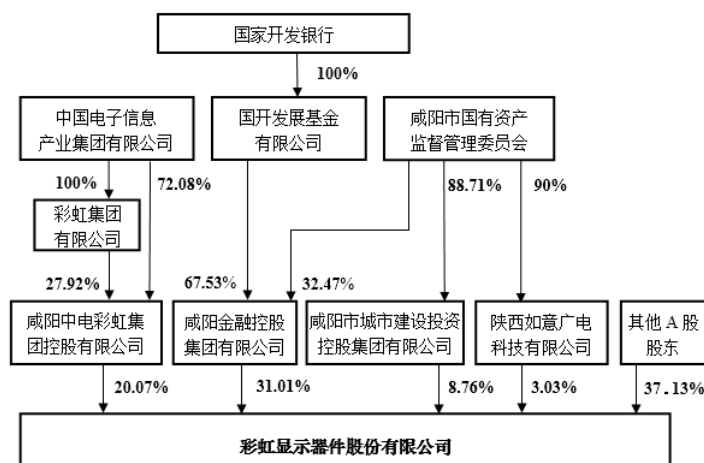 国家开发银行
100%
中国电子信息
产业集团有限公司
国开发展基金
有限公司
咸阳市国有资产
监督管理委员会
100%
72.08%
88.71%
90%
彩虹集团
有限公司
27.92%
67.53%
32.47%
咸阳中电彩虹集
团控股有限公司
咸阳金融控股
集团有限公司
咸阳市城市建设投资
控股集团有限公司
陕西如意广电
科技有限公司
其他 A 股
股东
20.07%
31.01%
8.76%
3.03%
37.13%
彩虹显示器件股份有限公司